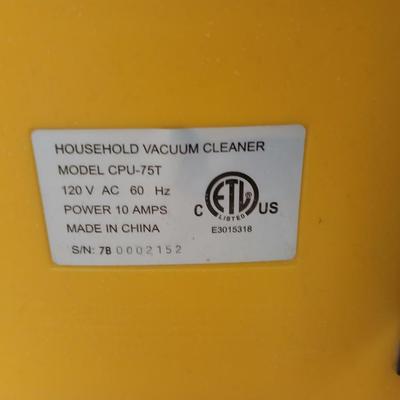 HOUSEHOLD VACUUM CLEANER
MODEL CPU-75T
120 V AC 60 Hz
POWER 10 AMPS
MADE IN CHINA
S/N: 7B 0002152
C ETL US
LISTED
E3015318